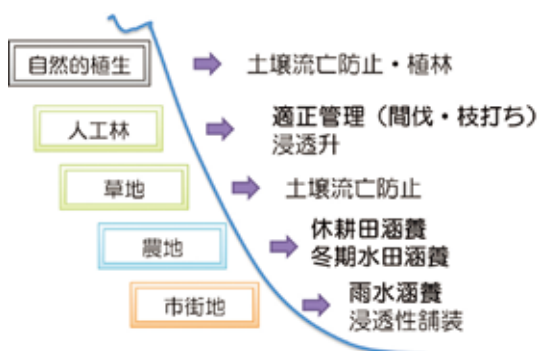 自然的植生
土壌流亡防止・植林
人工林
適正管理（間伐・枝打ち）
浸透升
草地
土壌流亡防止
農地
休耕田涵養
冬期水田涵養
市街地
雨水涵養
浸透性舗装